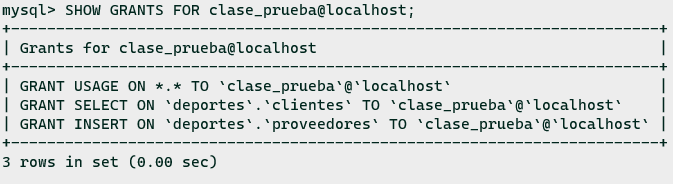 mysql> SHOW GRANTS FOR clase_prueba@localhost;
+------------------------------------------------------------------------+
| Grants for clase_prueba@localhost                                      |
+------------------------------------------------------------------------+
| GRANT USAGE ON *.* TO `clase_prueba`@`localhost`                       |
| GRANT SELECT ON `deportes`.`clientes` TO `clase_prueba`@`localhost`    |
| GRANT INSERT ON `deportes`.`proveedores` TO `clase_prueba`@`localhost` |
+------------------------------------------------------------------------+
3 rows in set (0.00 sec)